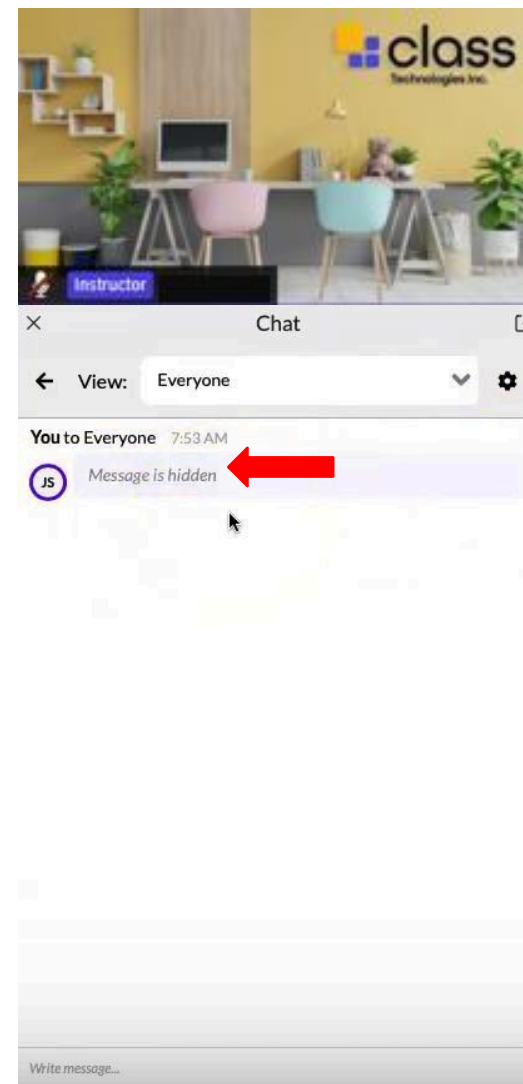 class
Technologies Inc.
Instructor
Chat
View: Everyone
You to Everyone 7:53 AM
JS
Message is hidden
Write message...